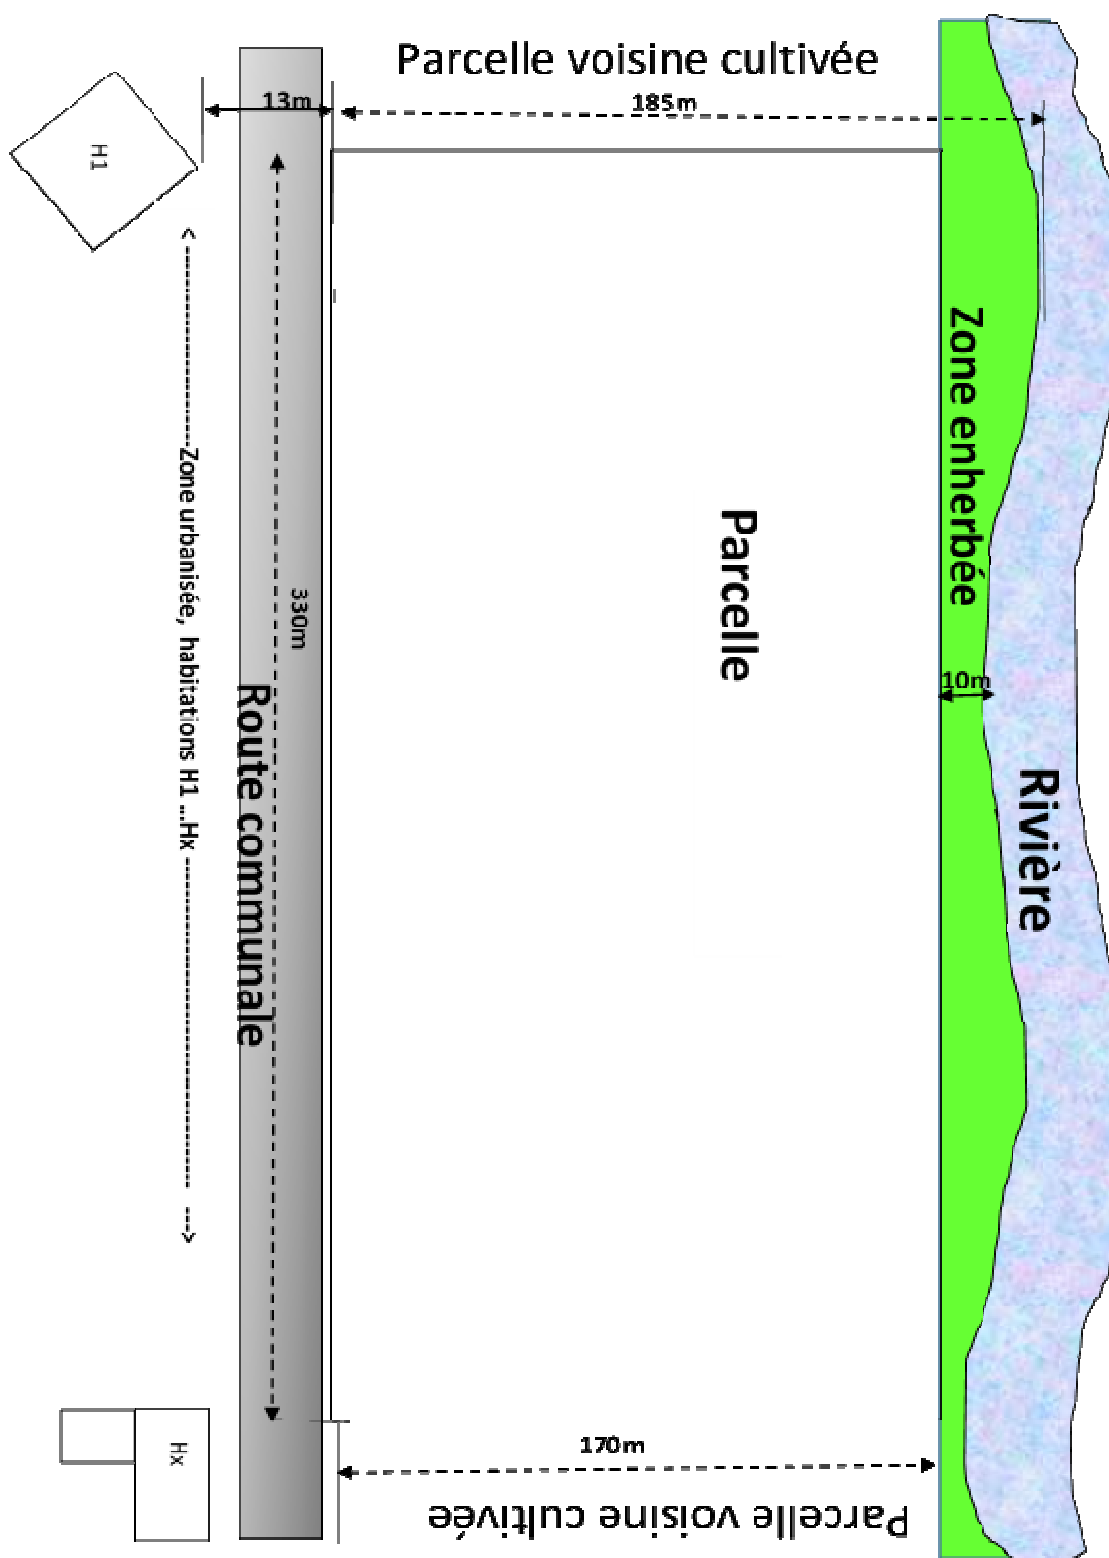 Parcelle voisine cultivée
13m
185m
H1
Zone enherbée
<----------------------Zone urbanisée, habitations H1 ...Hx ---------------------------------------- --->
330m
Parcelle
10m
Route communale
Rivière
170m
Hx
Parcelle voisine cultivée